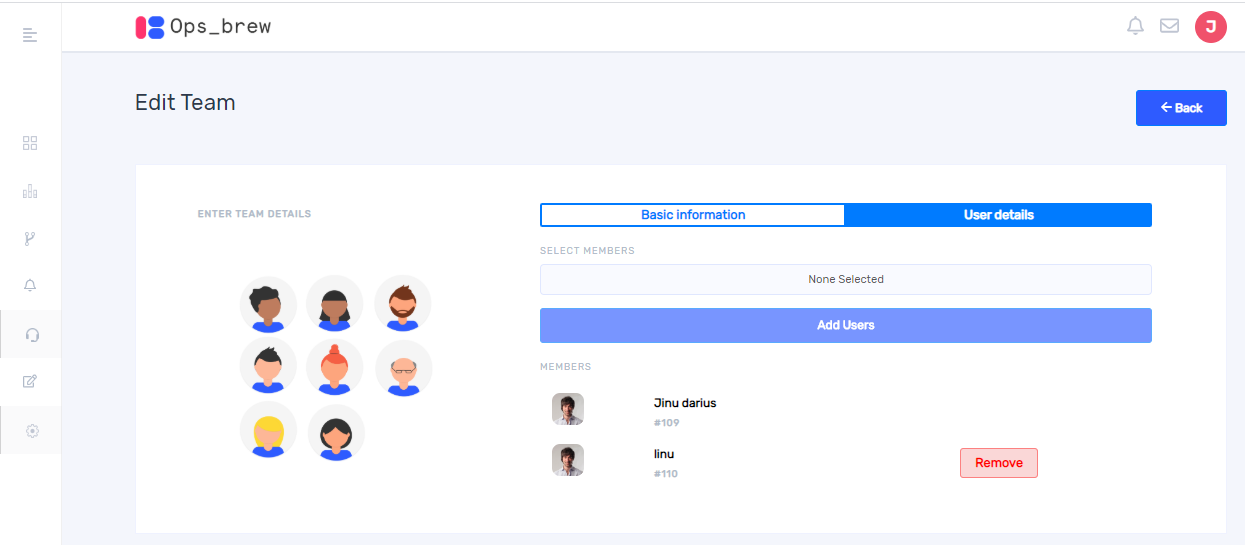 Ops_brew
J
Edit Team
← Back
ENTER TEAM DETAILS
Basic information
User details
SELECT MEMBERS
None Selected
Add Users
MEMBERS
Jinu darius
#109
linu
#110
Remove